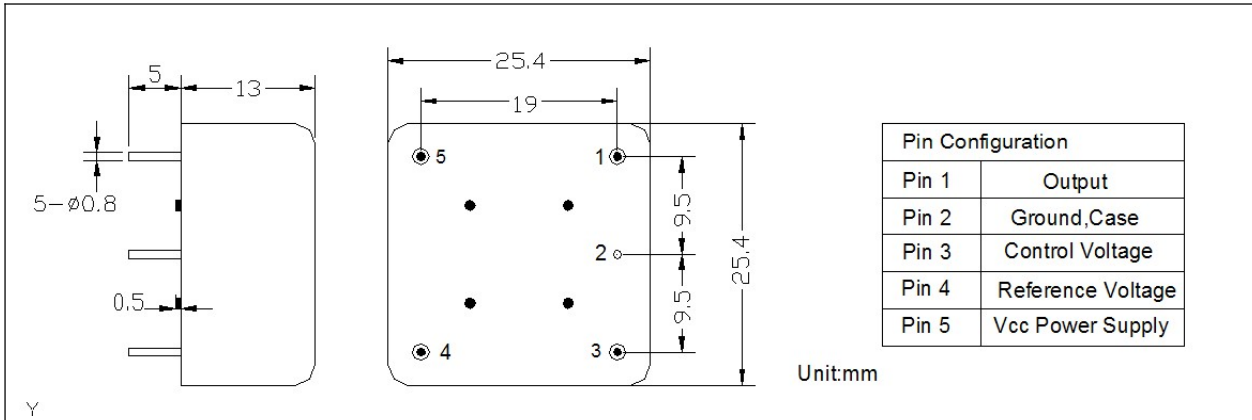 25.4
5
13
19
Pin Configuration
5
1
Pin 1 Output
5-ø0.8
9.5
Pin 2 Ground,Case
2
25.4
Pin 3 Control Voltage
0.5
9.5
Pin 4 Reference Voltage
Pin 5 Vcc Power Supply
4
3
Unit:mm
Y